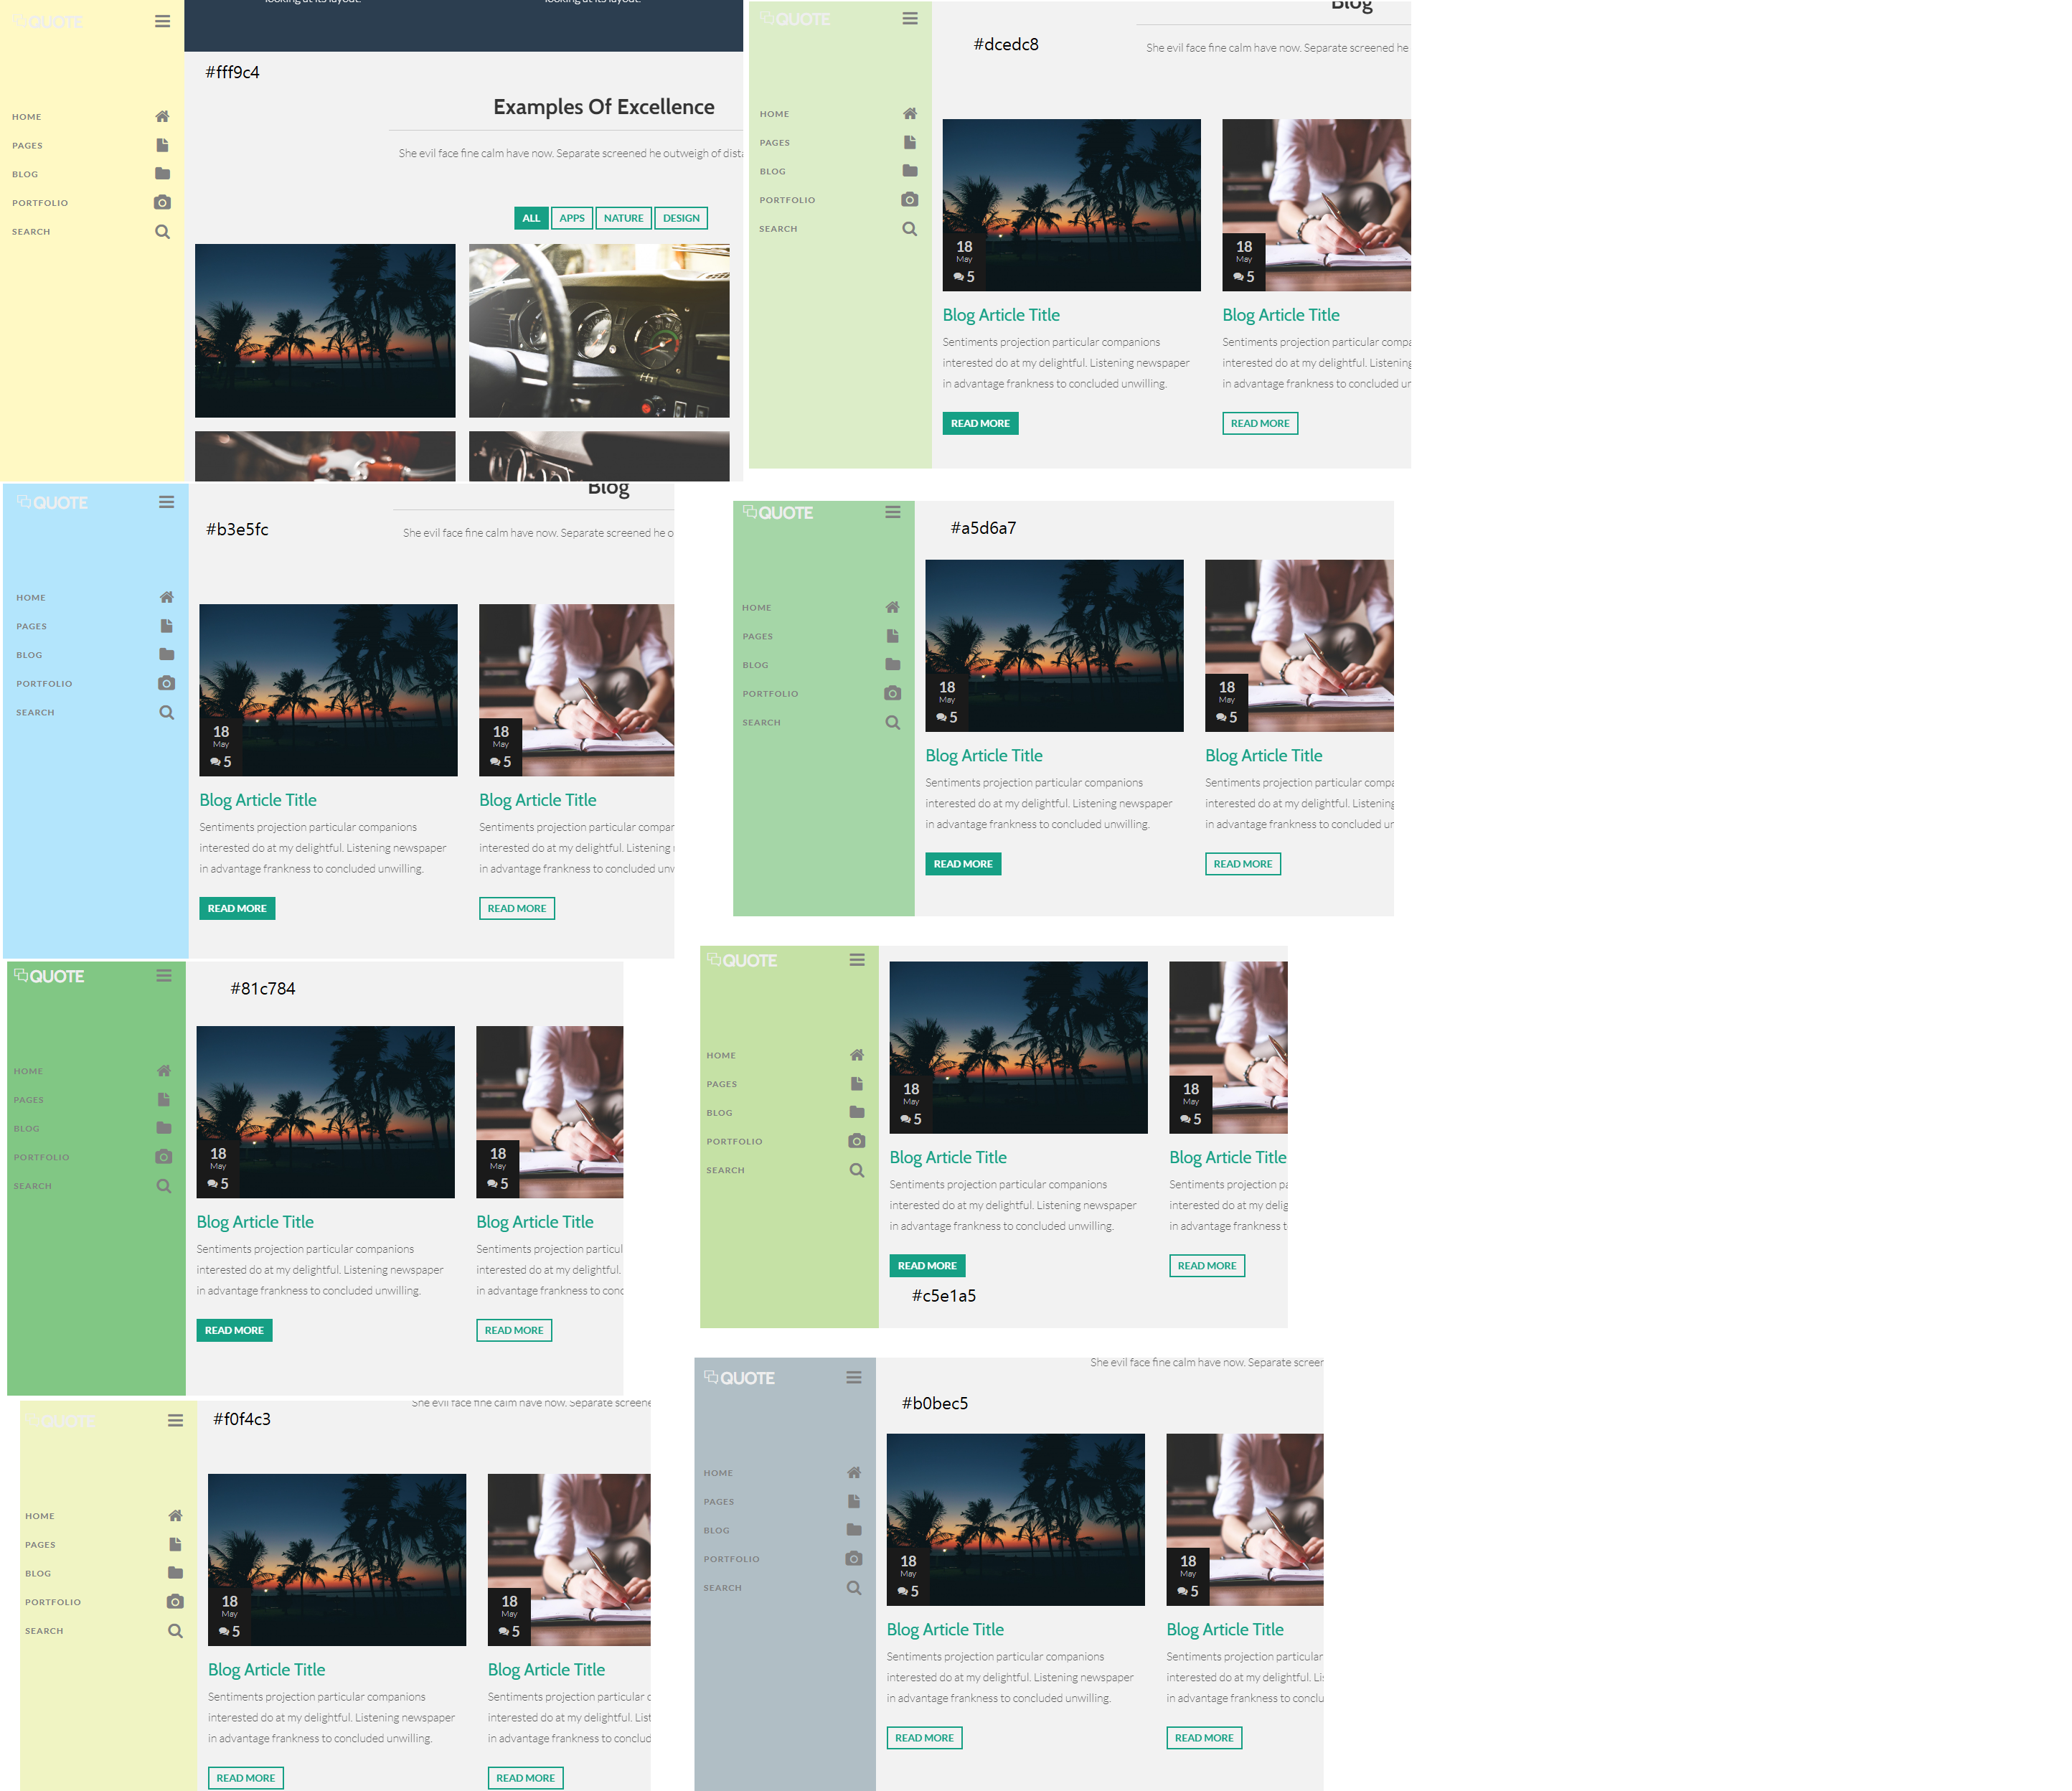 looking at its layout.
looking at its layout.
QUOTE
#fff9c4
Examples Of Excellence
She evil face fine calm have now. Separate screened he outweigh of dista
HOME
PAGES
BLOG
PORTFOLIO
SEARCH
ALL APPS NATURE DESIGN
QUOTE
Blog
#dcedc8
She evil face fine calm have now. Separate screened he
HOME
PAGES
BLOG
PORTFOLIO
SEARCH
18
May
5
18
May
5
Blog Article Title
Sentiments projection particular companions
interested do at my delightful. Listening newspaper
in advantage frankness to concluded unwilling.
READ MORE
Blog Article Title
Sentiments projection particular compa
interested do at my delightful. Listening
in advantage frankness to concluded ur
READ MORE
QUOTE
Blog
#b3e5fc
She evil face fine calm have now. Separate screened he o
HOME
PAGES
BLOG
PORTFOLIO
SEARCH
18
May
5
18
May
5
Blog Article Title
Sentiments projection particular companions
interested do at my delightful. Listening newspaper
in advantage frankness to concluded unwilling.
READ MORE
Blog Article Title
Sentiments projection particular compar
interested do at my delightful. Listening
in advantage frankness to concluded unw
READ MORE
QUOTE
#a5d6a7
HOME
PAGES
BLOG
PORTFOLIO
SEARCH
18
May
5
18
May
5
Blog Article Title
Sentiments projection particular companions
interested do at my delightful. Listening newspaper
in advantage frankness to concluded unwilling.
READ MORE
Blog Article Title
Sentiments projection particular compa
interested do at my delightful. Listening
in advantage frankness to concluded ur
READ MORE
QUOTE
#81c784
HOME
PAGES
BLOG
PORTFOLIO
SEARCH
18
May
5
18
May
5
Blog Article Title
Sentiments projection particular companions
interested do at my delightful. Listening newspaper
in advantage frankness to concluded unwilling.
READ MORE
Blog Article Title
Sentiments projection particul
interested do at my delightful.
in advantage frankness to conc
READ MORE
QUOTE
HOME
PAGES
BLOG
PORTFOLIO
SEARCH
18
May
5
18
May
5
Blog Article Title
Sentiments projection particular companions
interested do at my delightful. Listening newspaper
in advantage frankness to concluded unwilling.
READ MORE
Blog Article Title
Sentiments projection pa
interested do at my delig
in advantage frankness t
READ MORE
#c5e1a5
She evil face fine calm have now. Separate screene
#f0f4c3
HOME
PAGES
BLOG
PORTFOLIO
SEARCH
18
May
5
18
May
5
Blog Article Title
Sentiments projection particular companions
interested do at my delightful. Listening newspaper
in advantage frankness to concluded unwilling.
READ MORE
Blog Article Title
Sentiments projection particular c
interested do at my delightful. List
in advantage frankness to conclud
READ MORE
QUOTE
She evil face fine calm have now. Separate screer
#b0bec5
HOME
PAGES
BLOG
PORTFOLIO
SEARCH
18
May
5
18
May
5
Blog Article Title
Sentiments projection particular companions
interested do at my delightful. Listening newspaper
in advantage frankness to concluded unwilling.
READ MORE
Blog Article Title
Sentiments projection particular
interested do at my delightful. Lis
in advantage frankness to conclu
READ MORE